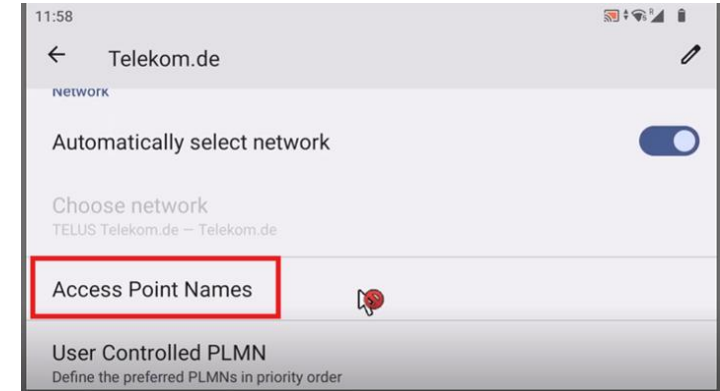 11:58
Telekom.de
Network
Automatically select network
Choose network
TELUS Telekom.de — Telekom.de
Access Point Names
User Controlled PLMN
Define the preferred PLMNs in priority order